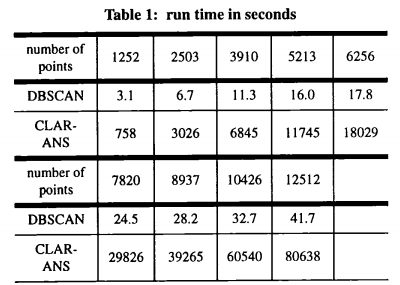 Table 1: run time in seconds
number of points 1252 2503 3910 5213 6256
DBSCAN 3.1 6.7 11.3 16.0 17.8
CLAR-
ANS 758 3026 6845 11745 18029
number of points 7820 8937 10426 12512
DBSCAN 24.5 28.2 32.7 41.7
CLAR-
ANS 29826 39265 60540 80638